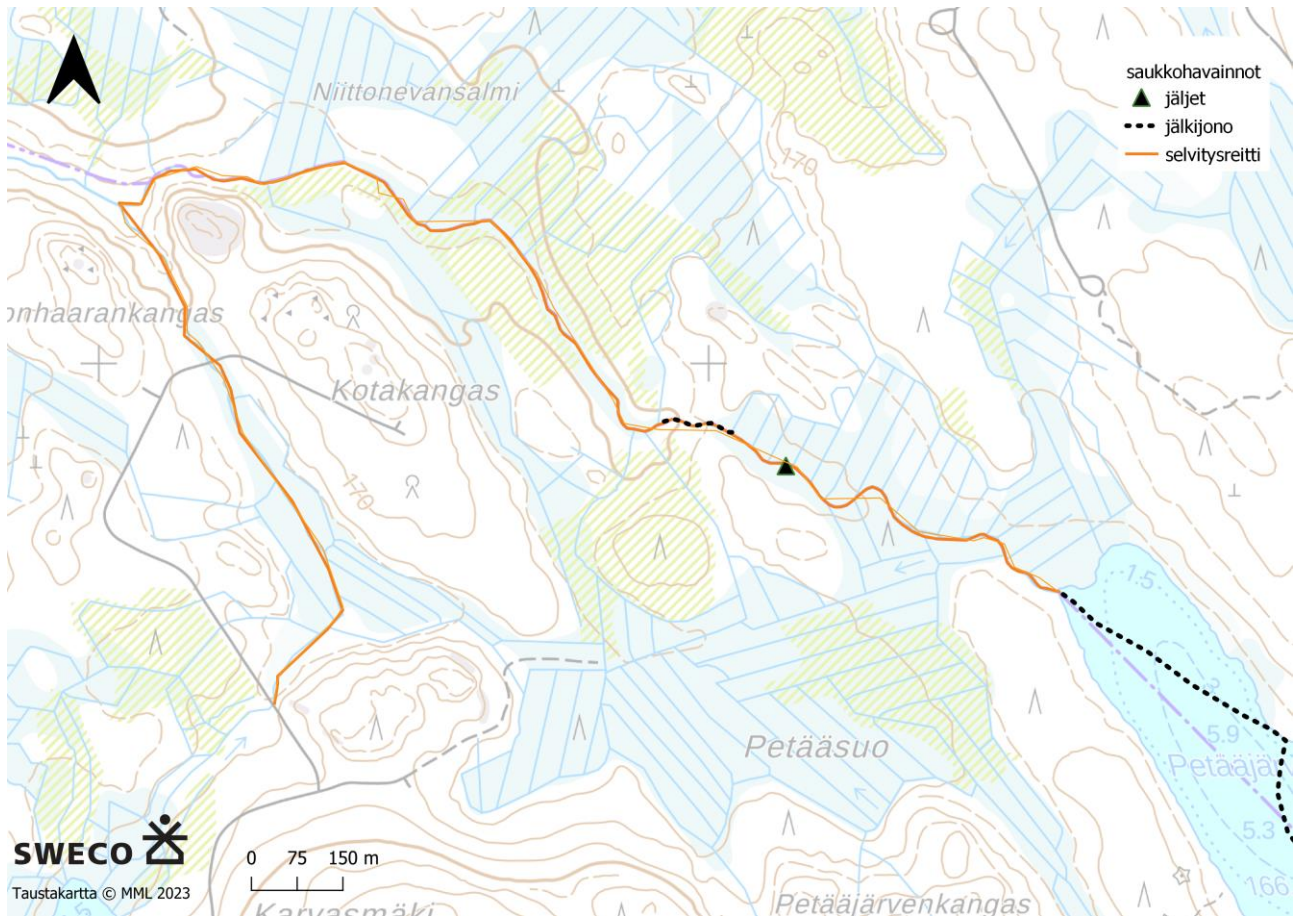 saukkohavainnot
jäljet
jälkijono
selvitysreitti
Niittonevansalmi
170
onhaarankangas
Kotakangas
170
1.5
5.9
Petääjär
5.3
166
Petääsuo
Petääjärvenkangas
Karvasmäki
SWECO
0 75 150 m
Taustakartta © MML 2023